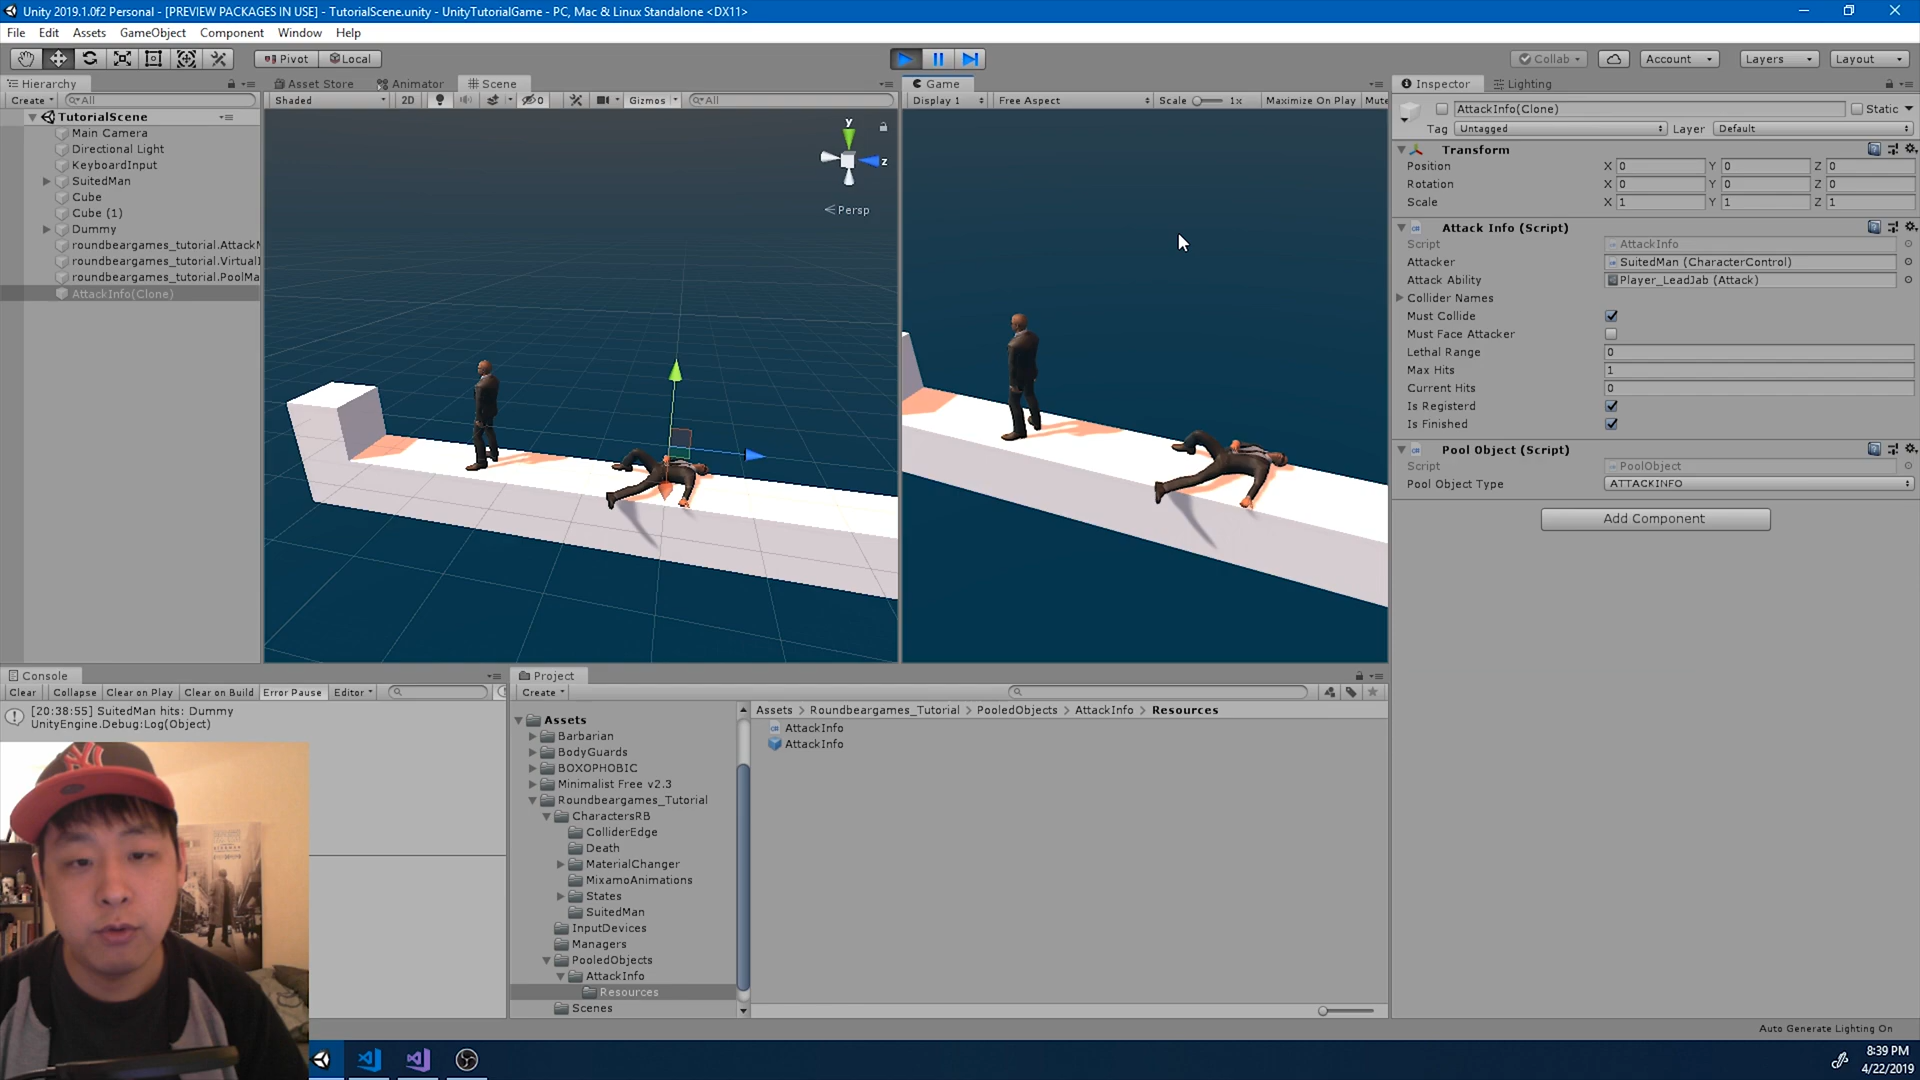 Unity 2019.1.0f2 Personal - [PREVIEW PACKAGES IN USE] - TutorialScene.unity - UnityTutorialGame - PC, Mac & Linux Standalone <DX11>
File Edit Assets GameObject Component Window Help
Pivot Local Collab Account Layers Layout
Hierarchy
Create All
TutorialScene
Main Camera
Directional Light
KeyboardInput
SuitedMan
Cube
Cube (1)
Dummy
roundbeargames_tutorial.Attack
roundbeargames_tutorial.Virtual
roundbeargames_tutorial.PoolMa
AttackInfo(Clone)
Asset Store Animator Scene
Shaded 2D 0 Gizmos All
y
z
Persp
Game
Display 1 Free Aspect Scale 1x Maximize On Play Mute
Inspector Lighting
AttackInfo(Clone) Static
Tag Untagged Layer Default
Transform
Position X 0 Y 0 Z 0
Rotation X 0 Y 0 Z 0
Scale X 1 Y 1 Z 1
Attack Info (Script)
Script AttackInfo
Attacker SuitedMan (CharacterControl)
Attack Ability Player_LeadJab (Attack)
Collider Names
Must Collide
Must Face Attacker
Lethal Range 0
Max Hits 1
Current Hits 0
Is Registerd
Is Finished
Pool Object (Script)
Script PoolObject
Pool Object Type ATTACKINFO
Add Component
Console
Clear Collapse Clear on Play Clear on Build Error Pause Editor
[20:38:55] SuitedMan hits: Dummy
UnityEngine.Debug:Log(Object)
Project
Create
Assets
Barbarian
BodyGuards
BOXOPHOBIC
Minimalist Free v2.3
Roundbeargames_Tutorial
CharactersRB
ColliderEdge
Death
MaterialChanger
MixamoAnimations
States
SuitedMan
InputDevices
Managers
PooledObjects
AttackInfo
Resources
Scenes
Assets > Roundbeargames_Tutorial > PooledObjects > AttackInfo > Resources
AttackInfo
AttackInfo
Auto Generate Lighting On
8:39 PM
4/22/2019